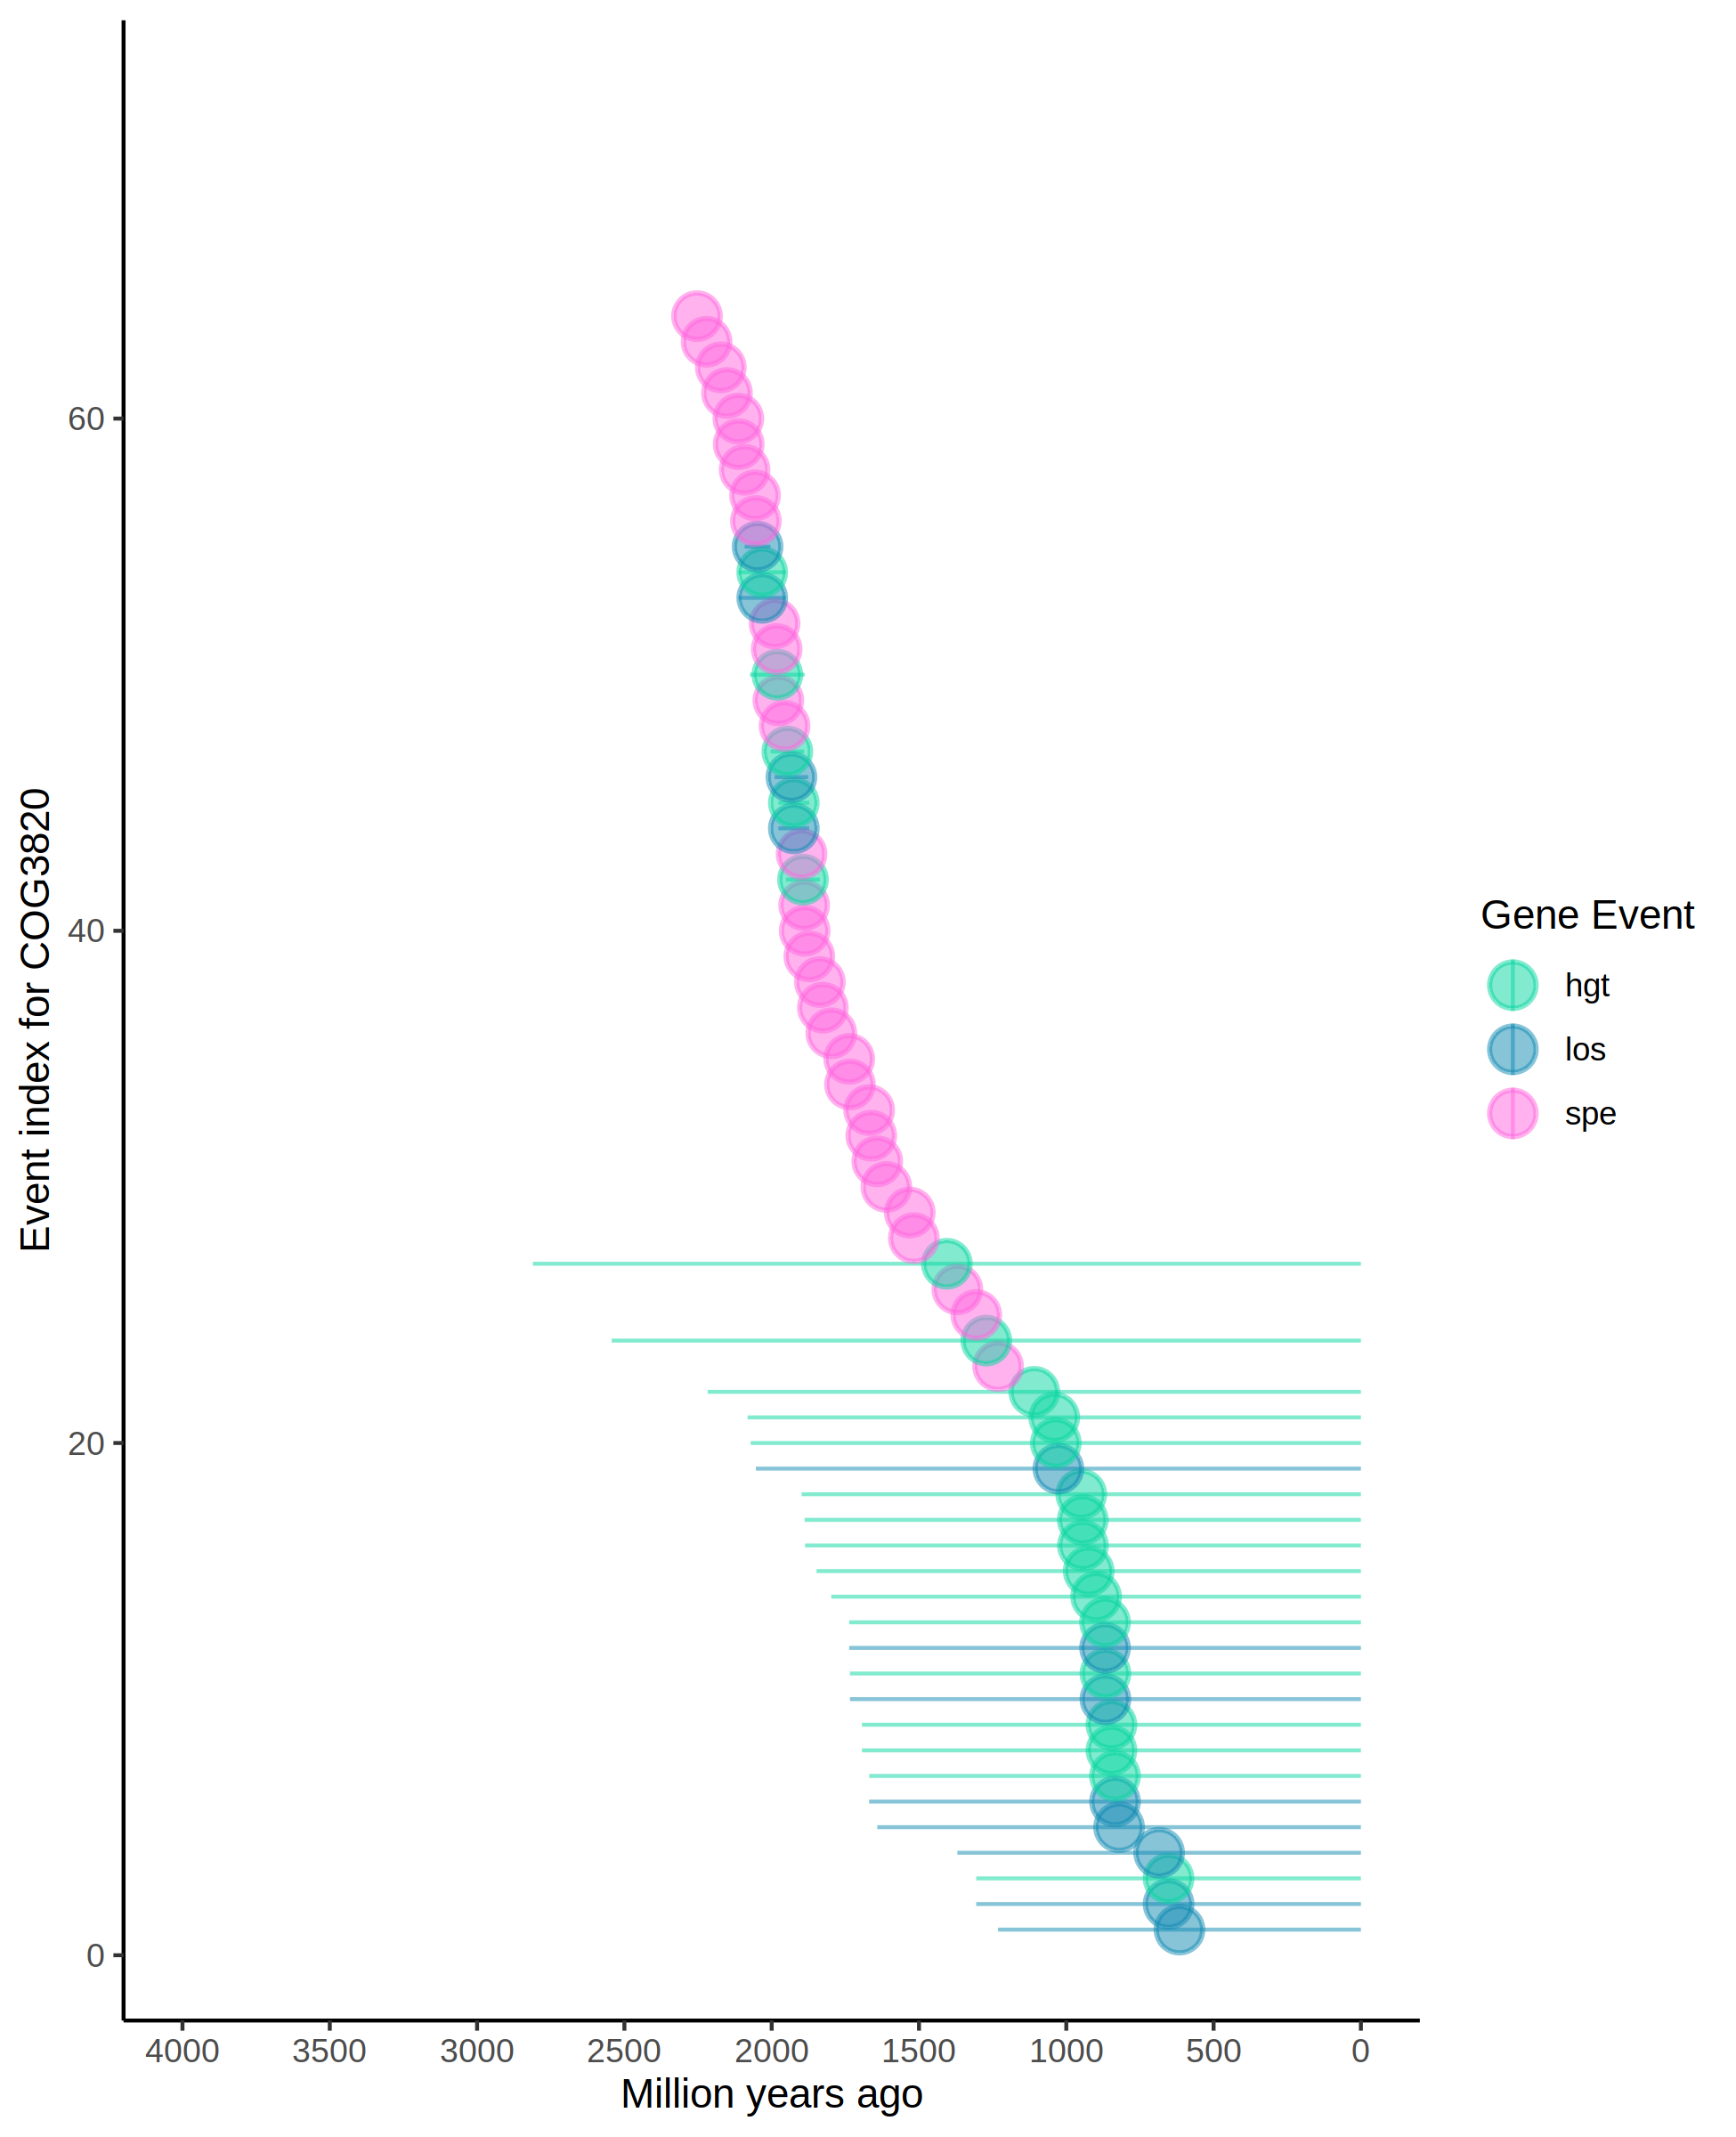 Event index for COG3820
60
40
20
0
4000 3500 3000 2500 2000 1500 1000 500 0
Million years ago
Gene Event
hgt
los
spe